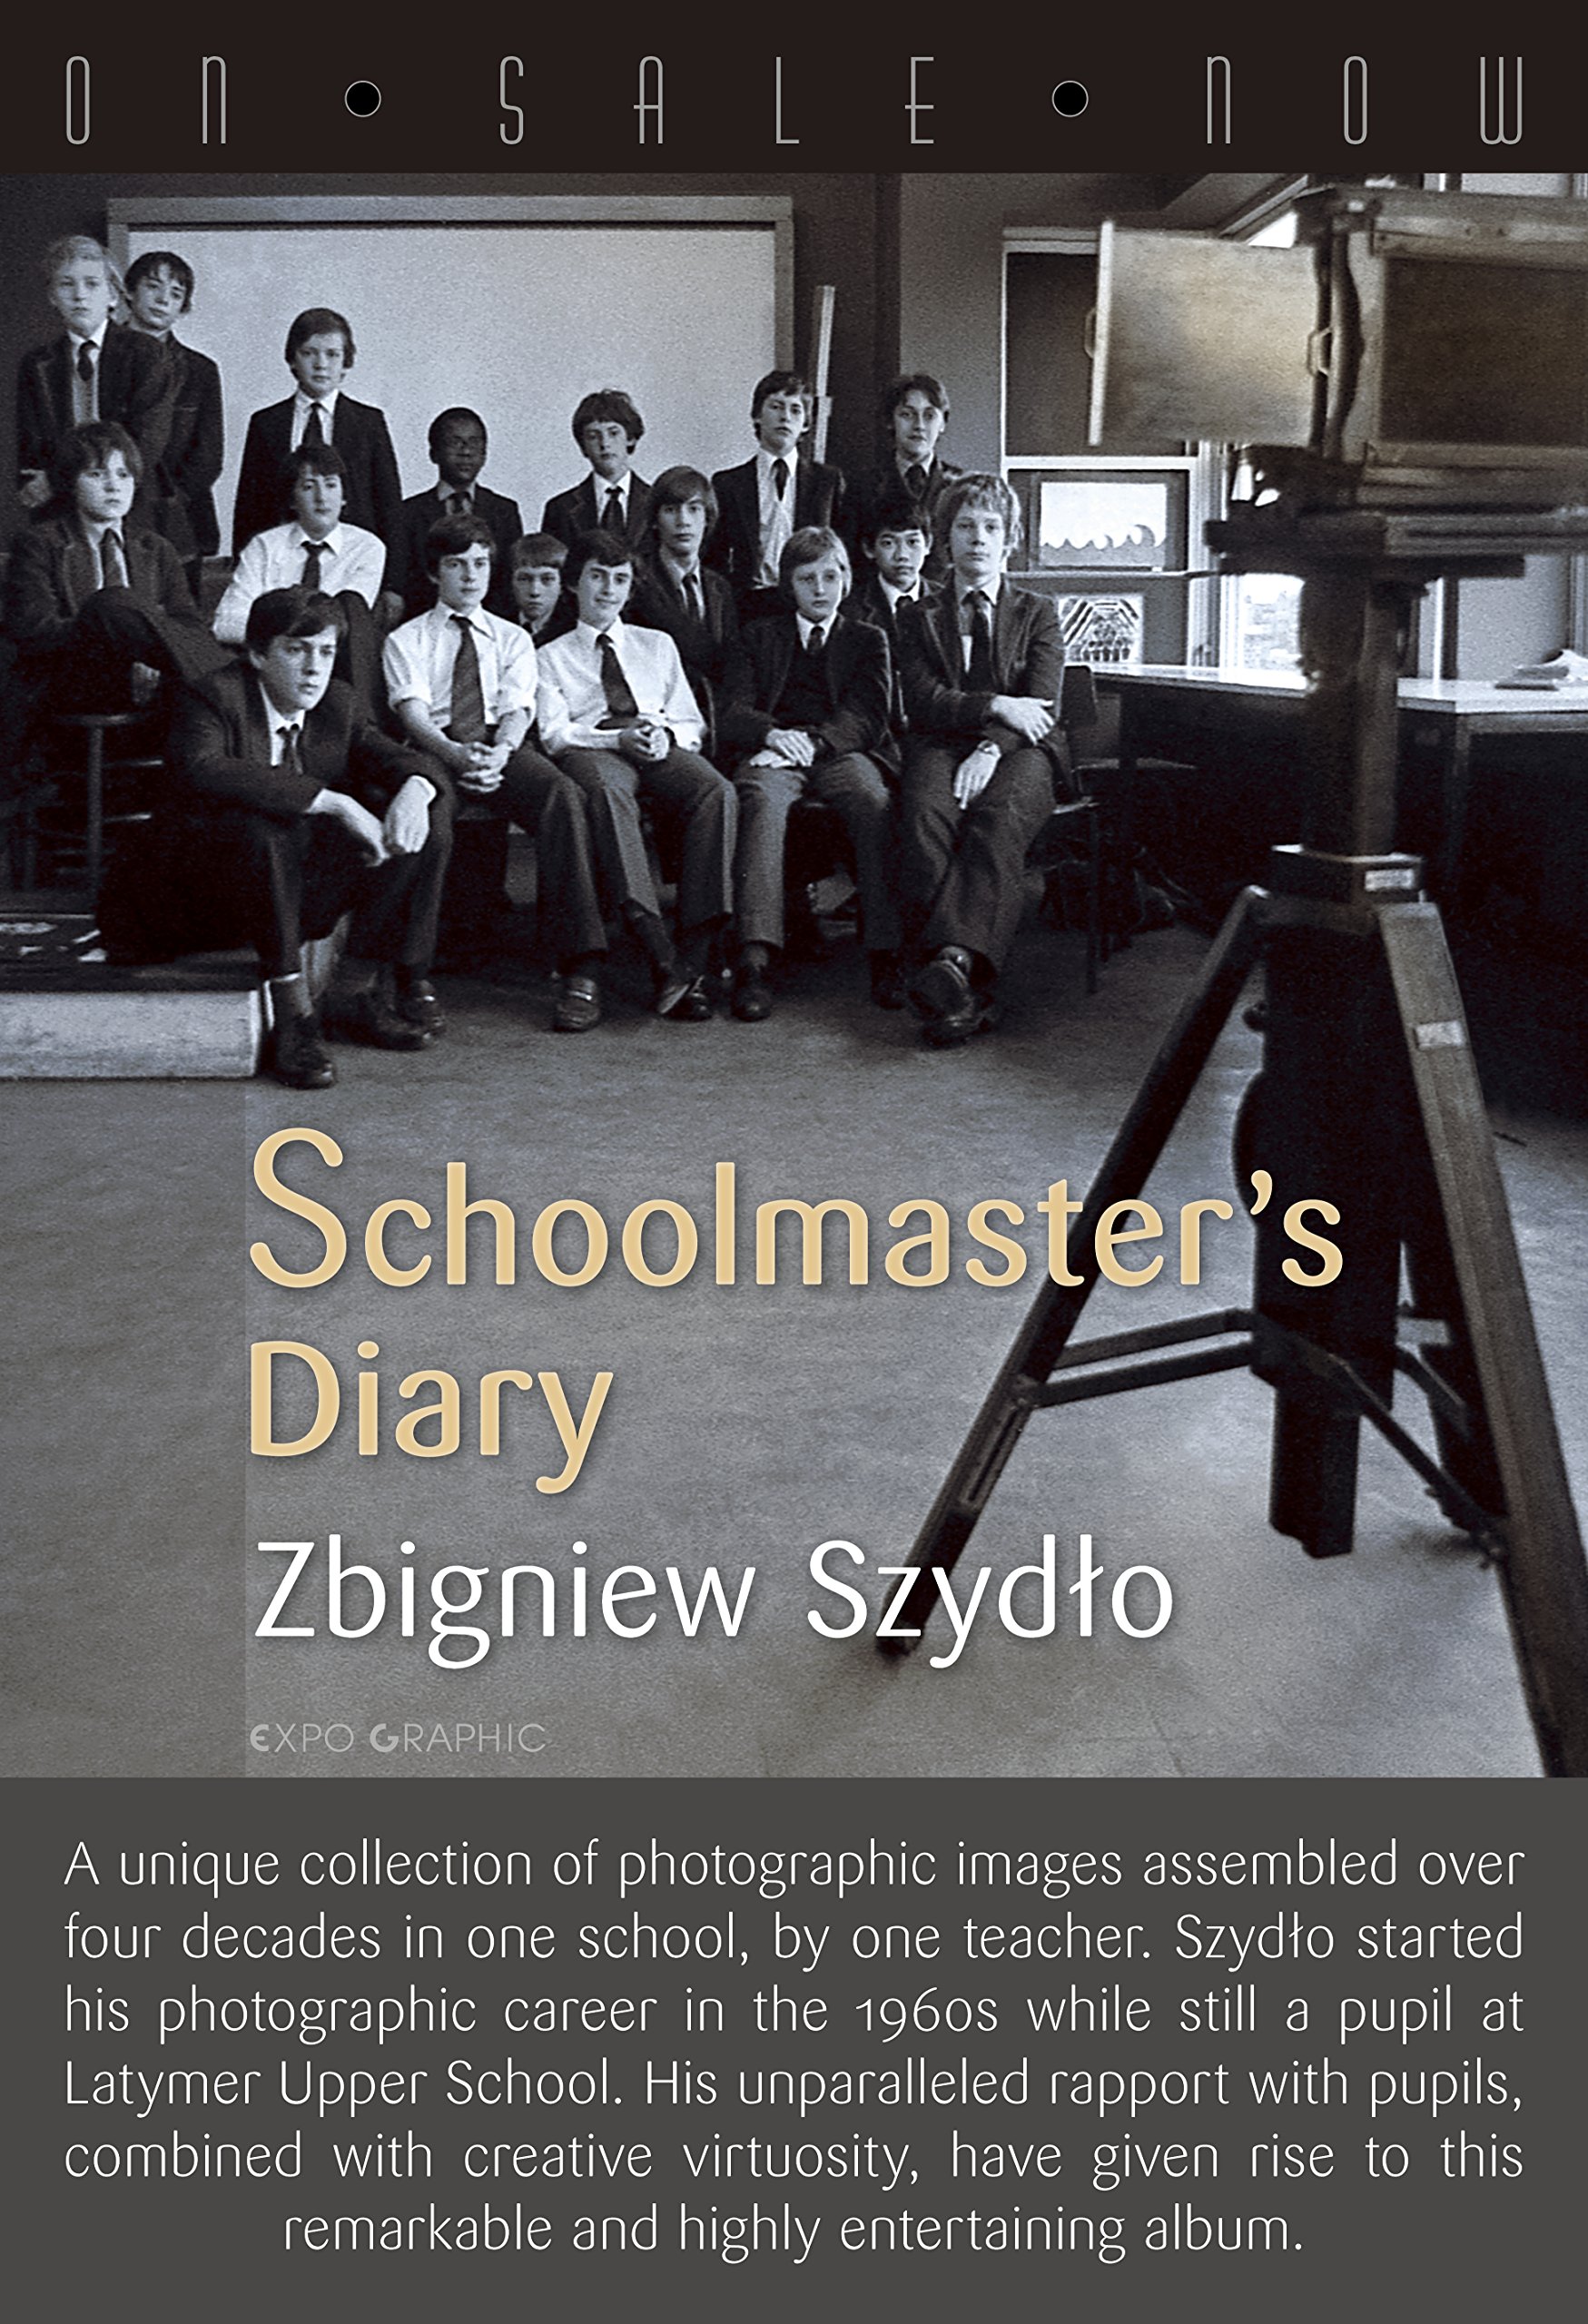 ON • SALE • NOW
Schoolmaster’s
Diary
Zbigniew Szydło
EXPO GRAPHIC
A unique collection of photographic images assembled over
four decades in one school, by one teacher. Szydło started
his photographic career in the 1960s while still a pupil at
Latymer Upper School. His unparalleled rapport with pupils,
combined with creative virtuosity, have given rise to this
remarkable and highly entertaining album.